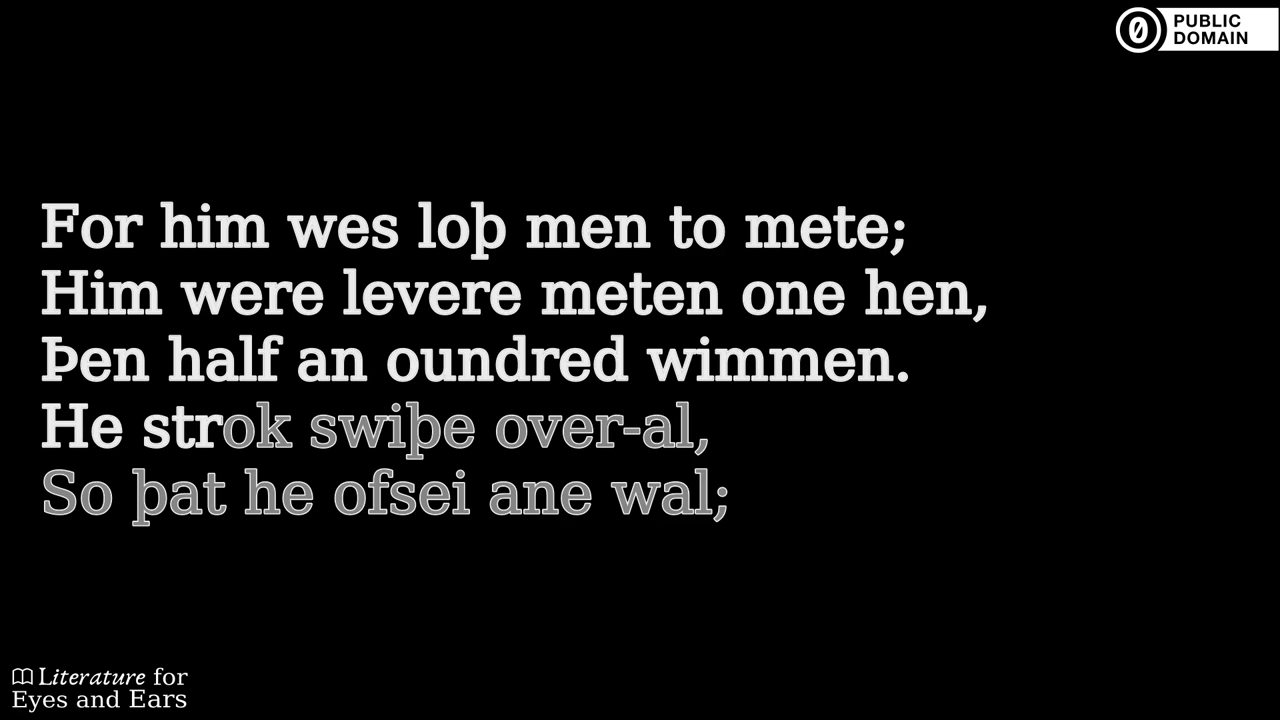 PUBLIC
DOMAIN
For him wes loþ men to mete;
Him were levere meten one hen,
Þen half an oundred wimmen.
He strok swiþe over-al,
So þat he ofsei ane wal;
Literature for
Eyes and Ears